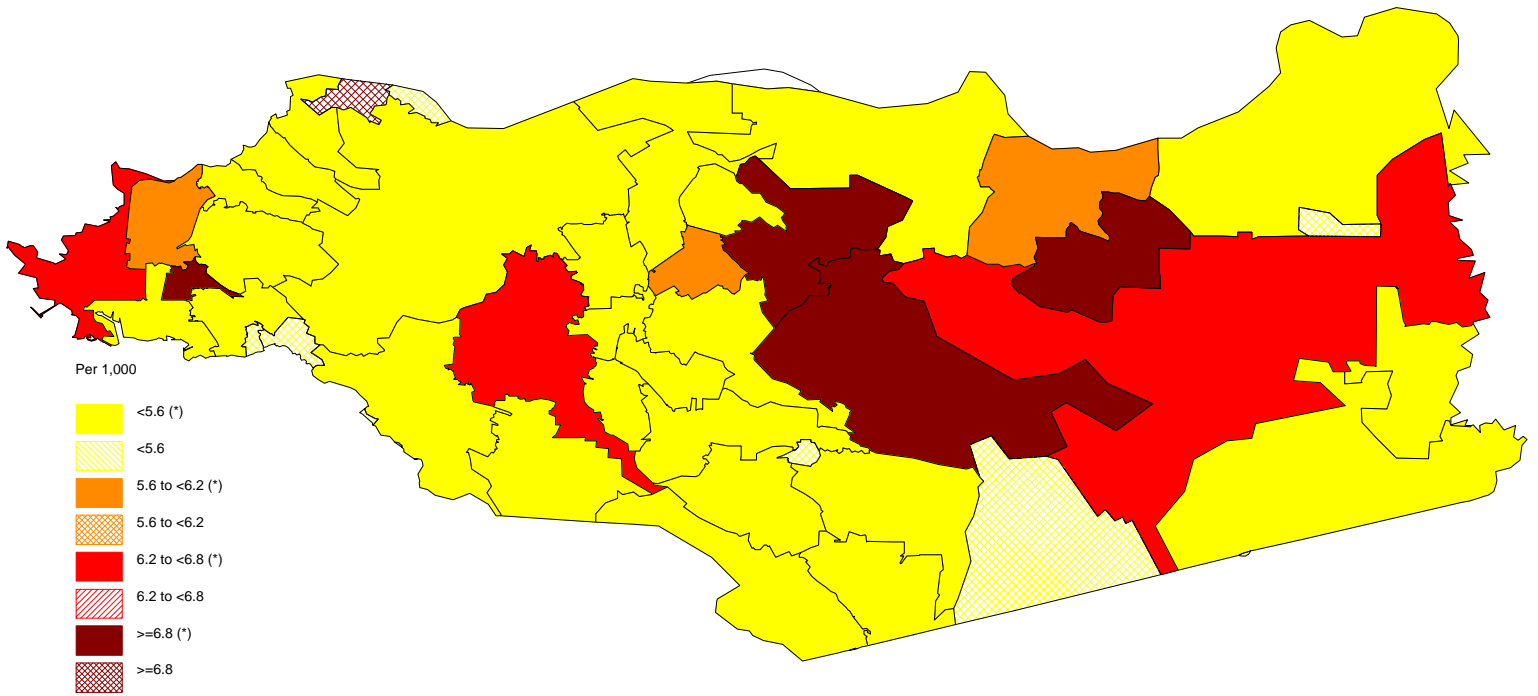 Per 1,000
<5.6 (*)
<5.6
5.6 to <6.2 (*)
5.6 to <6.2
6.2 to <6.8 (*)
6.2 to <6.8
>=6.8 (*)
>=6.8